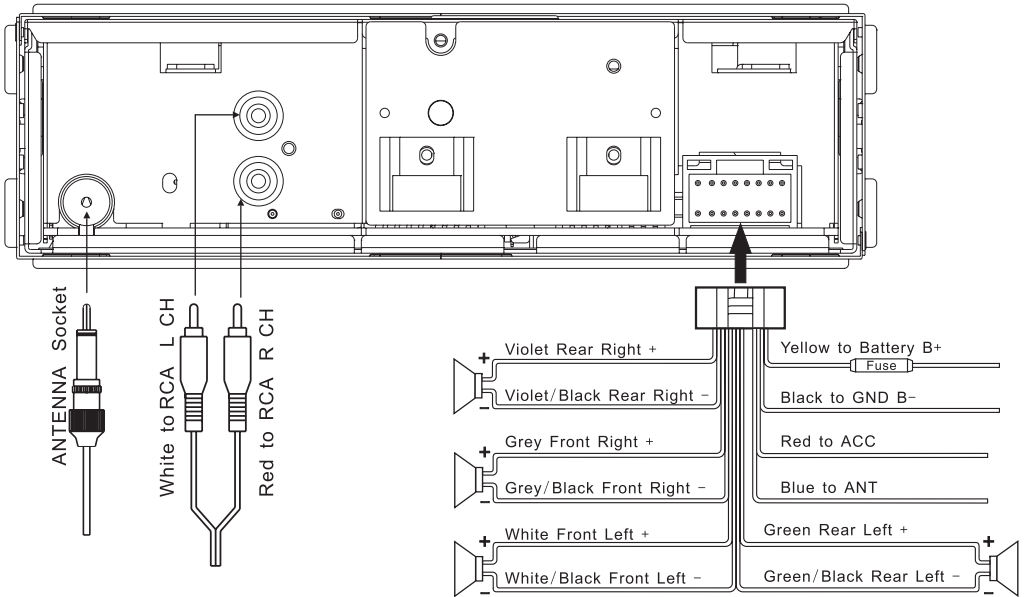 ANTENNA Socket
White to RCA L CH
Red to RCA R CH
+
Violet Rear Right +
Violet/Black Rear Right −
−
+
Grey Front Right +
Grey/Black Front Right −
−
+
White Front Left +
White/Black Front Left −
−
Yellow to Battery B+
Fuse
Black to GND B−
Red to ACC
Blue to ANT
Green Rear Left +
+
Green/Black Rear Left −
−